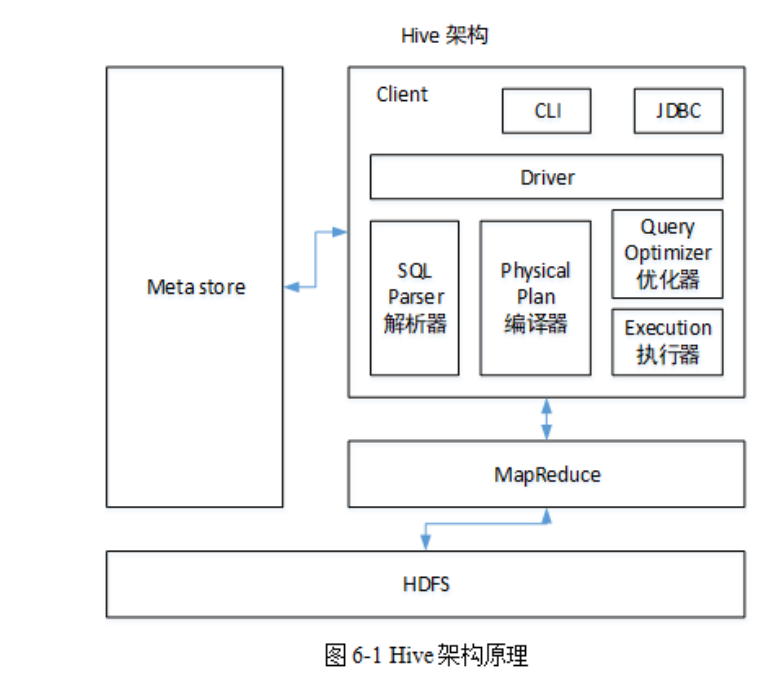 Hive 架构
Client
CLI
JDBC
Driver
Meta store
SQL
Parser
解析器
Physical
Plan
编译器
Query
Optimizer
优化器
Execution
执行器
MapReduce
HDFS
图 6-1 Hive架构原理